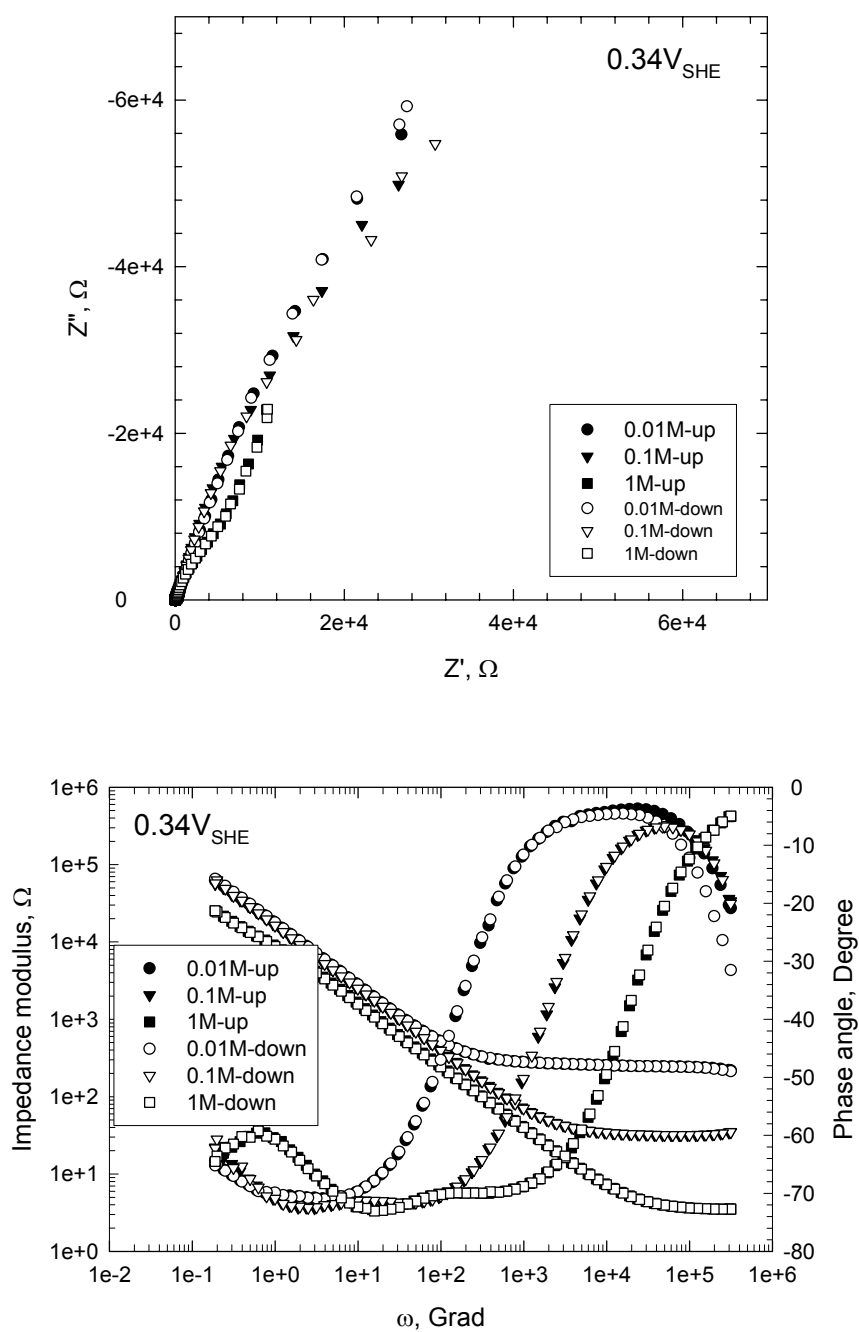 0.34V_SHE
-6e+4
-4e+4
-2e+4
0
Z'', Ω
0 2e+4 4e+4 6e+4
Z', Ω
0.01M-up
0.1M-up
1M-up
0.01M-down
0.1M-down
1M-down
0.34V_SHE
1e+6
1e+5
1e+4
1e+3
1e+2
1e+1
1e+0
Impedance modulus, Ω
0.01M-up
0.1M-up
1M-up
0.01M-down
0.1M-down
1M-down
0
-10
-20
-30
-40
-50
-60
-70
-80
Phase angle, Degree
1e-2 1e-1 1e+0 1e+1 1e+2 1e+3 1e+4 1e+5 1e+6
ω, Grad